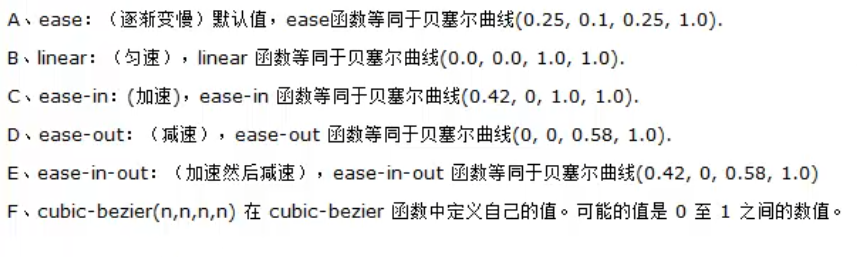 A、ease：（逐渐变慢）默认值，ease函数等同于贝塞尔曲线(0.25, 0.1, 0.25, 1.0).
B、linear：（匀速），linear 函数等同于贝塞尔曲线(0.0, 0.0, 1.0, 1.0).
C、ease-in：(加速)，ease-in 函数等同于贝塞尔曲线(0.42, 0, 1.0, 1.0).
D、ease-out：（减速），ease-out 函数等同于贝塞尔曲线(0, 0, 0.58, 1.0).
E、ease-in-out：（加速然后减速），ease-in-out 函数等同于贝塞尔曲线(0.42, 0, 0.58, 1.0)
F、cubic-bezier(n,n,n,n) 在 cubic-bezier 函数中定义自己的值。可能的值是 0 至 1 之间的数值。